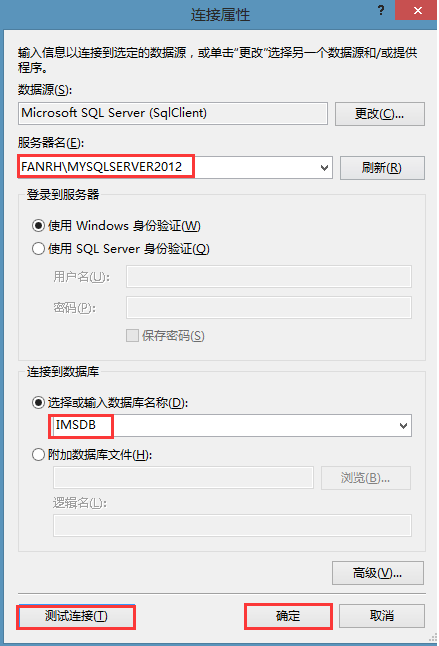 连接属性
?
输入信息以连接到选定的数据源，或单击“更改”选择另一个数据源和/或提供
程序。
数据源(S):
Microsoft SQL Server (SqlClient)
更改(C)...
服务器名(E):
FANRH\MYSQLSERVER2012
刷新(R)
登录到服务器
使用 Windows 身份验证(W)
使用 SQL Server 身份验证(Q)
用户名(U):
密码(P):
保存密码(S)
连接到数据库
选择或输入数据库名称(D):
IMSDB
附加数据库文件(H):
浏览(B)...
逻辑名(L):
高级(V)...
测试连接(T)
确定
取消